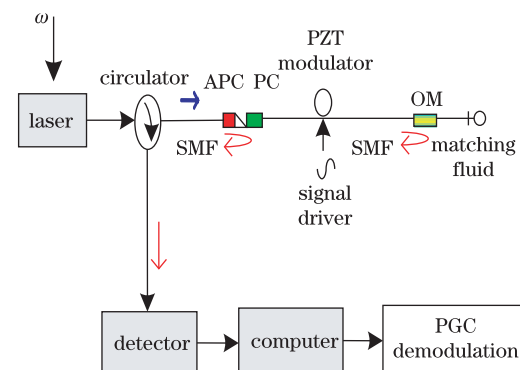 ω
PZT
modulator
circulator
APC PC
OM
laser
SMF
SMF
matching
fluid
signal
driver
detector
computer
PGC
demodulation